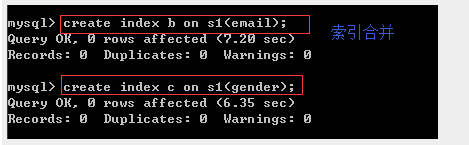 mysql> create index b on s1(email);
索引合并
Query OK, 0 rows affected (7.20 sec)
Records: 0  Duplicates: 0  Warnings: 0
mysql> create index c on s1(gender);
Query OK, 0 rows affected (6.35 sec)
Records: 0  Duplicates: 0  Warnings: 0